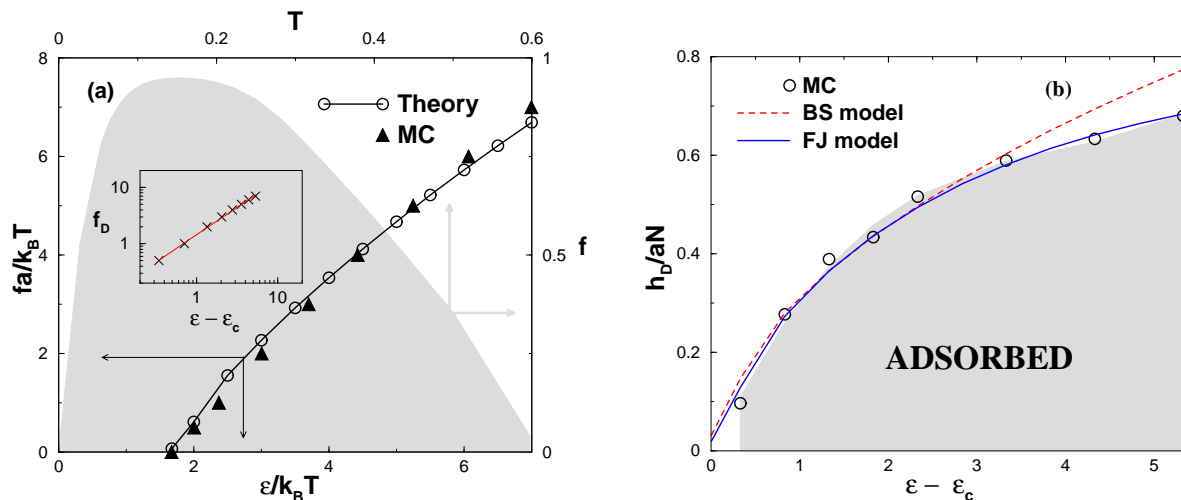 T
0 0.2 0.4 0.6
(a)
Theory
MC
fa/k_BT
8
6
4
2
0
1
0.5
0
f
f_D
10
1
1 10
ε − ε_c
0 2 4 6
ε/k_BT
(b)
MC
BS model
FJ model
h_D/aN
0.8
0.6
0.4
0.2
0
ADSORBED
0 1 2 3 4 5
ε − ε_c